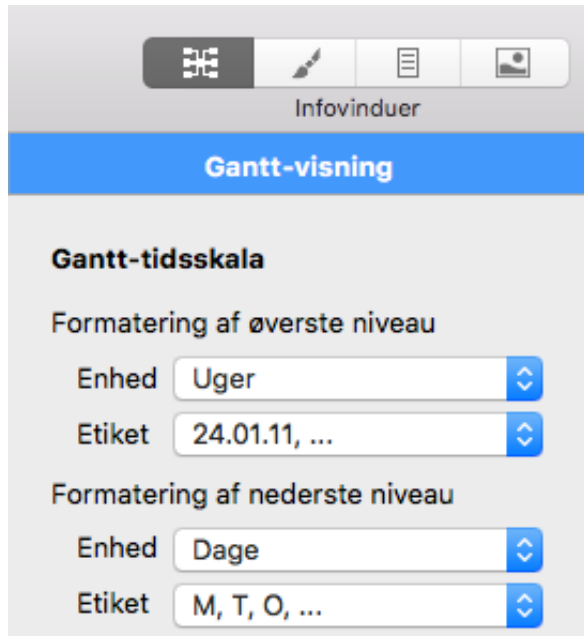 Infovinduer
Gantt-visning
Gantt-tidsskala
Formatering af øverste niveau
Enhed Uger
Etiket 24.01.11, ...
Formatering af nederste niveau
Enhed Dage
Etiket M, T, O, ...